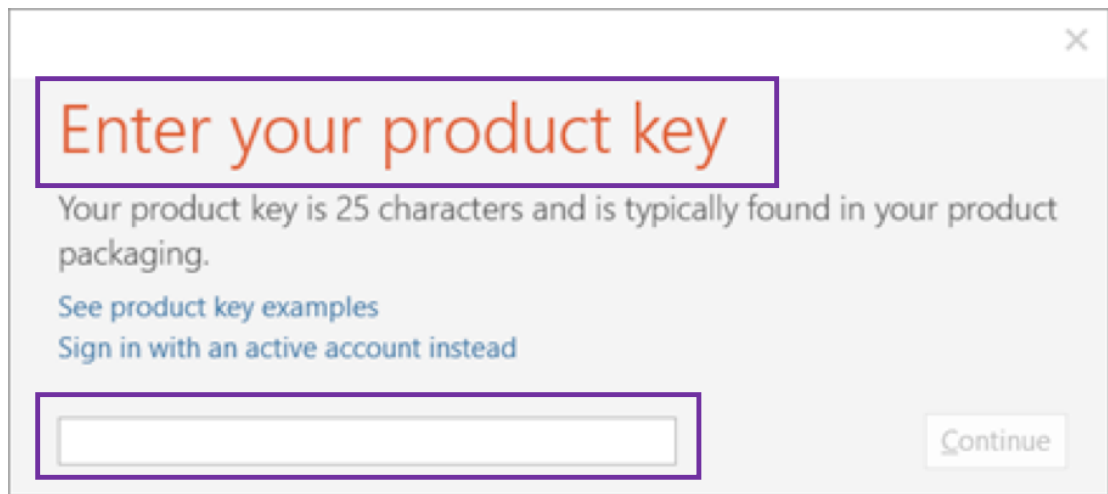 Enter your product key
Your product key is 25 characters and is typically found in your product
packaging.
See product key examples
Sign in with an active account instead
Continue